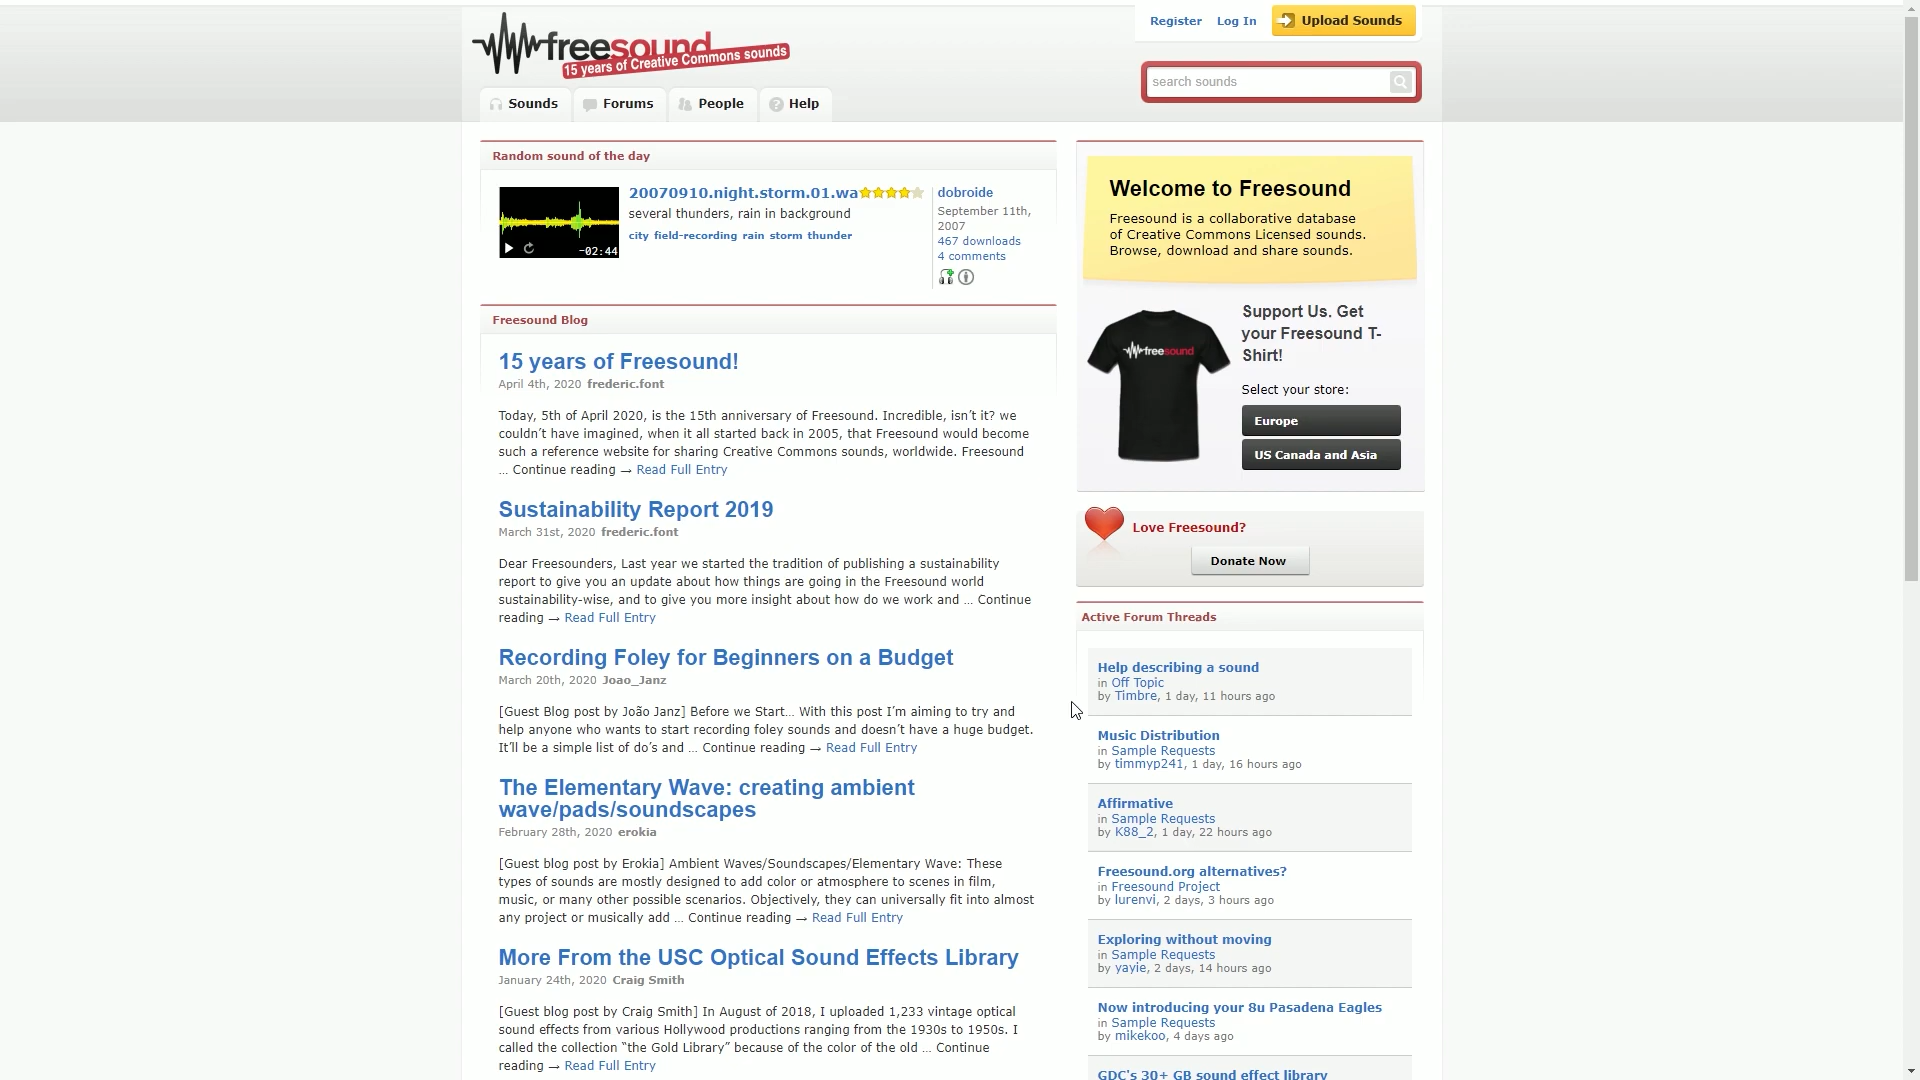 freesound
15 years of Creative Commons sounds
Register Log In Upload Sounds
search sounds
Sounds Forums People Help
Random sound of the day
20070910.night.storm.01.wa
several thunders, rain in background
city field-recording rain storm thunder
-02:44
dobroide
September 11th,
2007
467 downloads
4 comments
Freesound Blog
15 years of Freesound!
April 4th, 2020 frederic.font
Today, 5th of April 2020, is the 15th anniversary of Freesound. Incredible, isn’t it? we
couldn’t have imagined, when it all started back in 2005, that Freesound would become
such a reference website for sharing Creative Commons sounds, worldwide. Freesound
… Continue reading → Read Full Entry
Sustainability Report 2019
March 31st, 2020 frederic.font
Dear Freesounders, Last year we started the tradition of publishing a sustainability
report to give you an update about how things are going in the Freesound world
sustainability-wise, and to give you more insight about how do we work and … Continue
reading → Read Full Entry
Recording Foley for Beginners on a Budget
March 20th, 2020 Joao_Janz
[Guest Blog post by João Janz] Before we Start… With this post I’m aiming to try and
help anyone who wants to start recording foley sounds and doesn’t have a huge budget.
It’ll be a simple list of do’s and … Continue reading → Read Full Entry
The Elementary Wave: creating ambient
wave/pads/soundscapes
February 28th, 2020 erokia
[Guest blog post by Erokia] Ambient Waves/Soundscapes/Elementary Wave: These
types of sounds are mostly designed to add color or atmosphere to scenes in film,
music, or many other possible scenarios. Objectively, they can universally fit into almost
any project or musically add … Continue reading → Read Full Entry
More From the USC Optical Sound Effects Library
January 24th, 2020 Craig Smith
[Guest blog post by Craig Smith] In August of 2018, I uploaded 1,233 vintage optical
sound effects from various Hollywood productions ranging from the 1930s to 1950s. I
called the collection “the Gold Library” because of the color of the old … Continue
reading → Read Full Entry
Welcome to Freesound
Freesound is a collaborative database
of Creative Commons Licensed sounds.
Browse, download and share sounds.
freesound
Support Us. Get
your Freesound T-
Shirt!
Select your store:
Europe
US Canada and Asia
Love Freesound?
Donate Now
Active Forum Threads
Help describing a sound
in Off Topic
by Timbre, 1 day, 11 hours ago
Music Distribution
in Sample Requests
by timmyp241, 1 day, 16 hours ago
Affirmative
in Sample Requests
by K88_2, 1 day, 22 hours ago
Freesound.org alternatives?
in Freesound Project
by lurenvi, 2 days, 3 hours ago
Exploring without moving
in Sample Requests
by yayie, 2 days, 14 hours ago
Now introducing your 8u Pasadena Eagles
in Sample Requests
by mikekoo, 4 days ago
GDC's 30+ GB sound effect library